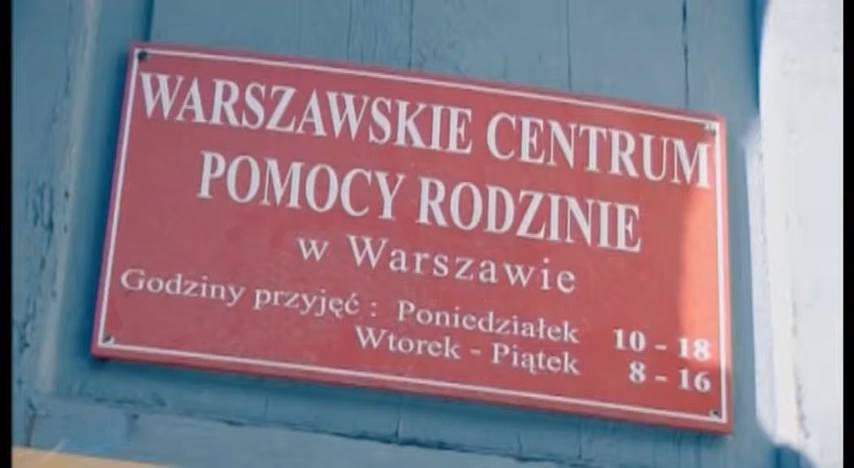 WARSZAWSKIE CENTRUM
POMOCY RODZINIE
w Warszawie
Godziny przyjęć : Poniedziałek 10 - 18
Wtorek - Piątek 8 - 16